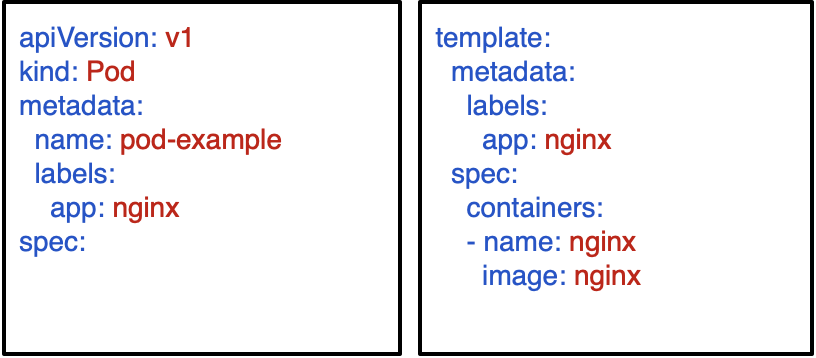 apiVersion: v1
kind: Pod
metadata:
  name: pod-example
  labels:
    app: nginx
spec:
template:
  metadata:
    labels:
      app: nginx
  spec:
    containers:
    - name: nginx
      image: nginx